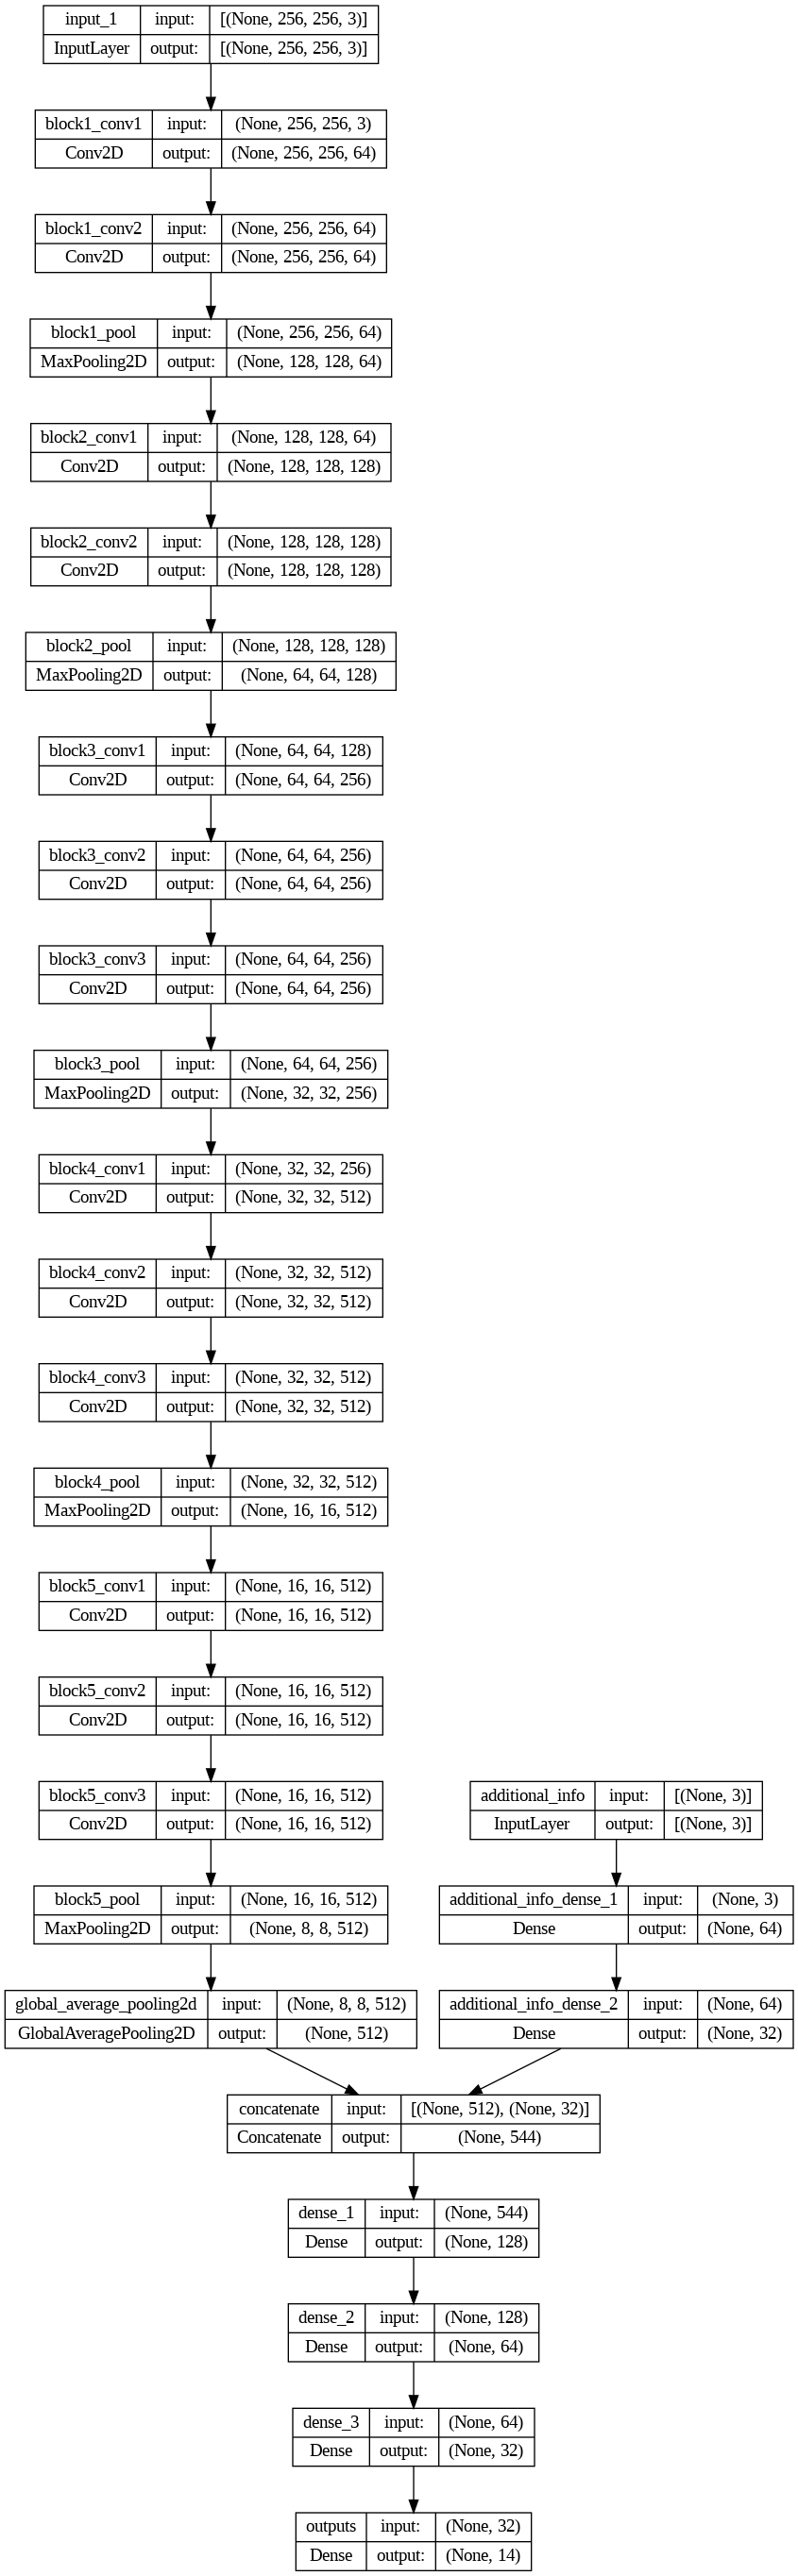 input_1 input: [(None, 256, 256, 3)]
InputLayer output: [(None, 256, 256, 3)]
block1_conv1 input: (None, 256, 256, 3)
Conv2D output: (None, 256, 256, 64)
block1_conv2 input: (None, 256, 256, 64)
Conv2D output: (None, 256, 256, 64)
block1_pool input: (None, 256, 256, 64)
MaxPooling2D output: (None, 128, 128, 64)
block2_conv1 input: (None, 128, 128, 64)
Conv2D output: (None, 128, 128, 128)
block2_conv2 input: (None, 128, 128, 128)
Conv2D output: (None, 128, 128, 128)
block2_pool input: (None, 128, 128, 128)
MaxPooling2D output: (None, 64, 64, 128)
block3_conv1 input: (None, 64, 64, 128)
Conv2D output: (None, 64, 64, 256)
block3_conv2 input: (None, 64, 64, 256)
Conv2D output: (None, 64, 64, 256)
block3_conv3 input: (None, 64, 64, 256)
Conv2D output: (None, 64, 64, 256)
block3_pool input: (None, 64, 64, 256)
MaxPooling2D output: (None, 32, 32, 256)
block4_conv1 input: (None, 32, 32, 256)
Conv2D output: (None, 32, 32, 512)
block4_conv2 input: (None, 32, 32, 512)
Conv2D output: (None, 32, 32, 512)
block4_conv3 input: (None, 32, 32, 512)
Conv2D output: (None, 32, 32, 512)
block4_pool input: (None, 32, 32, 512)
MaxPooling2D output: (None, 16, 16, 512)
block5_conv1 input: (None, 16, 16, 512)
Conv2D output: (None, 16, 16, 512)
block5_conv2 input: (None, 16, 16, 512)
Conv2D output: (None, 16, 16, 512)
block5_conv3 input: (None, 16, 16, 512)
Conv2D output: (None, 16, 16, 512)
additional_info input: [(None, 3)]
InputLayer output: [(None, 3)]
block5_pool input: (None, 16, 16, 512)
MaxPooling2D output: (None, 8, 8, 512)
additional_info_dense_1 input: (None, 3)
Dense output: (None, 64)
global_average_pooling2d input: (None, 8, 8, 512)
GlobalAveragePooling2D output: (None, 512)
additional_info_dense_2 input: (None, 64)
Dense output: (None, 32)
concatenate input: [(None, 512), (None, 32)]
Concatenate output: (None, 544)
dense_1 input: (None, 544)
Dense output: (None, 128)
dense_2 input: (None, 128)
Dense output: (None, 64)
dense_3 input: (None, 64)
Dense output: (None, 32)
outputs input: (None, 32)
Dense output: (None, 14)